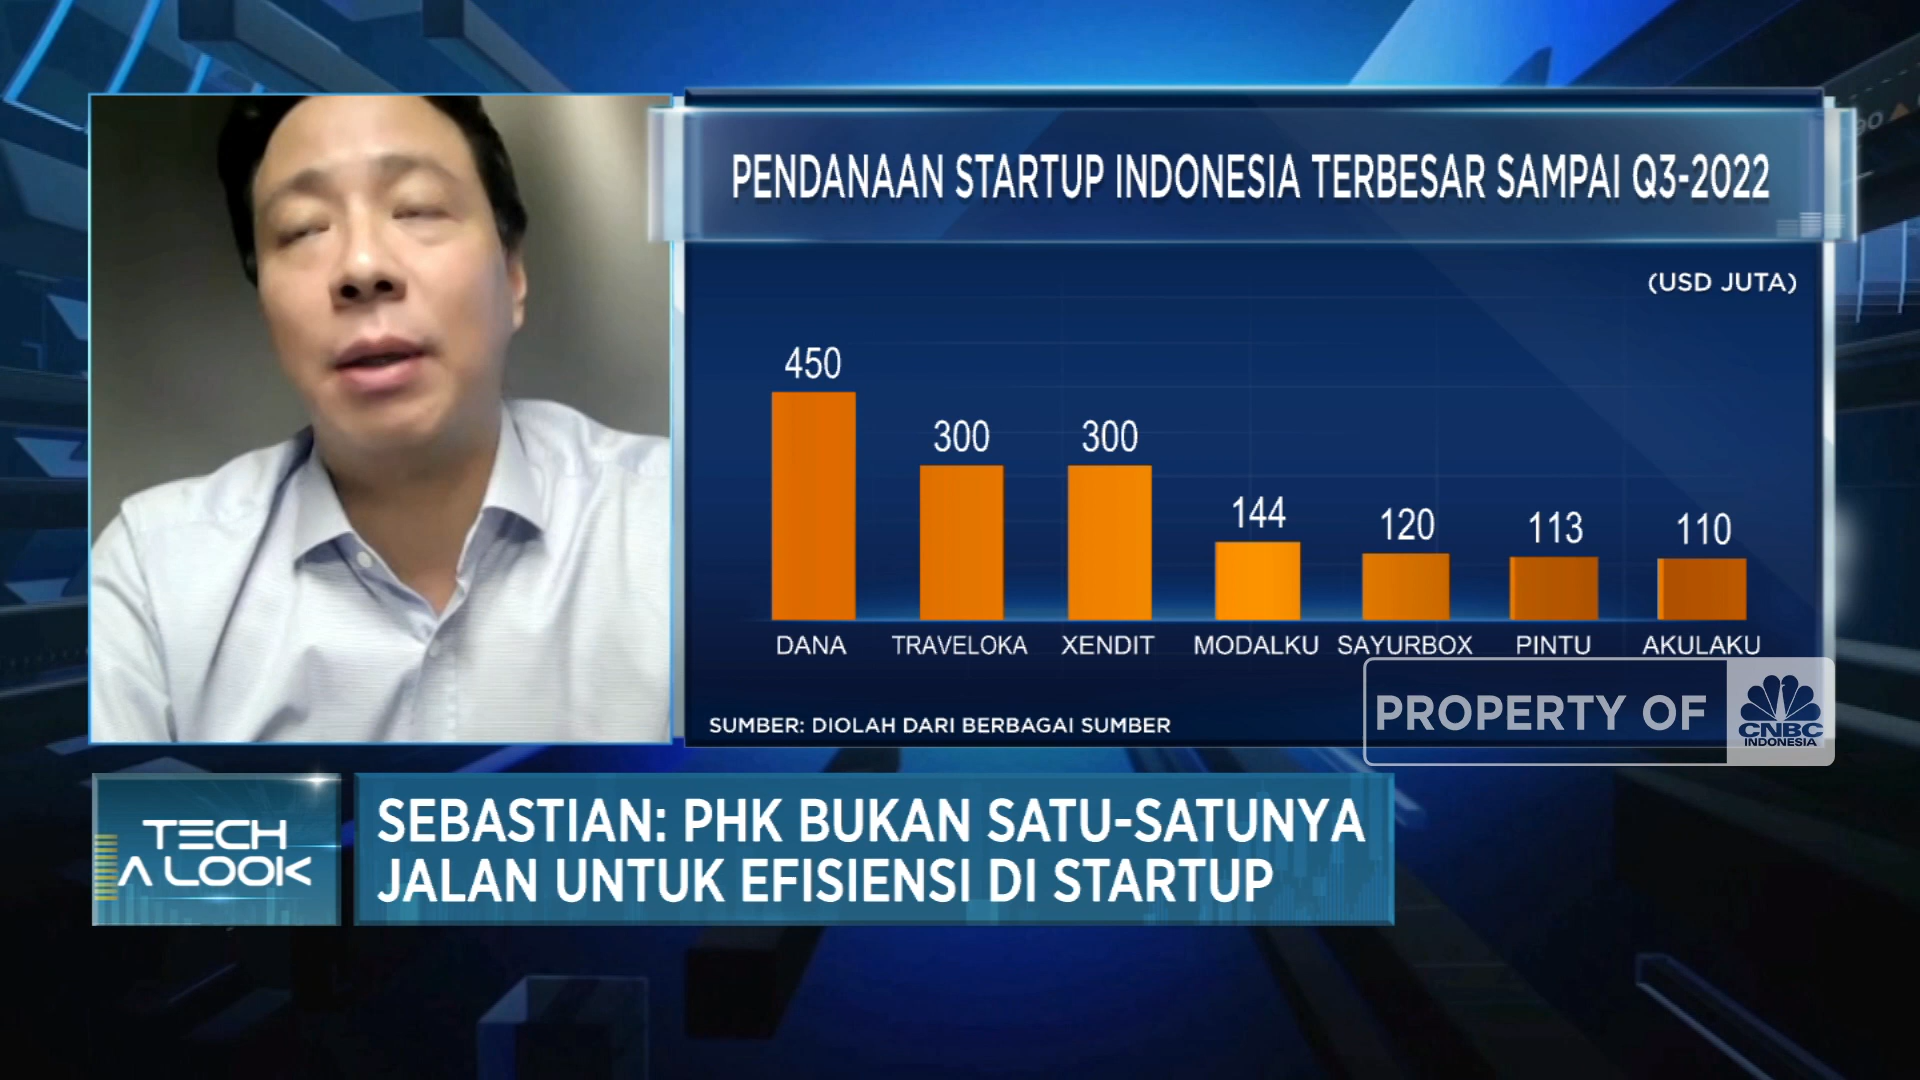 PENDANAAN STARTUP INDONESIA TERBESAR SAMPAI Q3-2022
(USD JUTA)
450
300
300
144
120
113
110
DANA
TRAVELOKA
XENDIT
MODALKU
SAYURBOX
PINTU
AKULAKU
SUMBER: DIOLAH DARI BERBAGAI SUMBER
PROPERTY OF
CNBC
INDONESIA
TECH
A LOOK
SEBASTIAN: PHK BUKAN SATU-SATUNYA
JALAN UNTUK EFISIENSI DI STARTUP